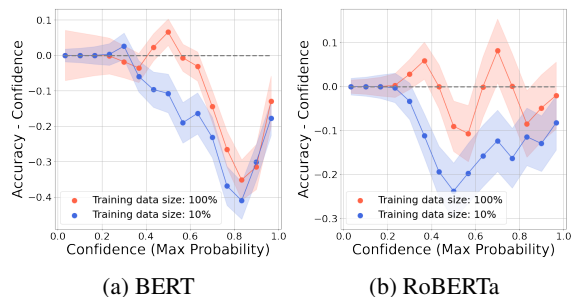 0.1
0.0
-0.1
-0.2
-0.3
-0.4
Accuracy - Confidence
Training data size: 100%
Training data size: 10%
0.0 0.2 0.4 0.6 0.8 1.0
Confidence (Max Probability)
(a) BERT
0.1
0.0
-0.1
-0.2
-0.3
Accuracy - Confidence
Training data size: 100%
Training data size: 10%
0.0 0.2 0.4 0.6 0.8 1.0
Confidence (Max Probability)
(b) RoBERTa